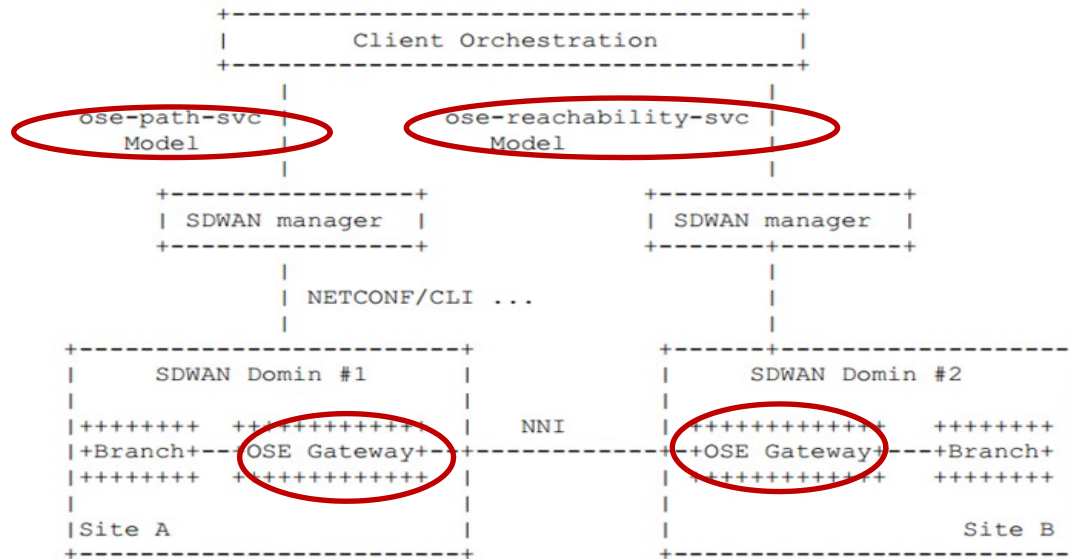 Client Orchestration
ose-path-svc ose-reachability-svc
Model Model
SDWAN manager SDWAN manager
NETCONF/CLI ...
SDWAN Domin #1 SDWAN Domin #2
NNI
+Branch+---+OSE Gateway+--+-------------+-+OSE Gateway+---+Branch+
Site A Site B